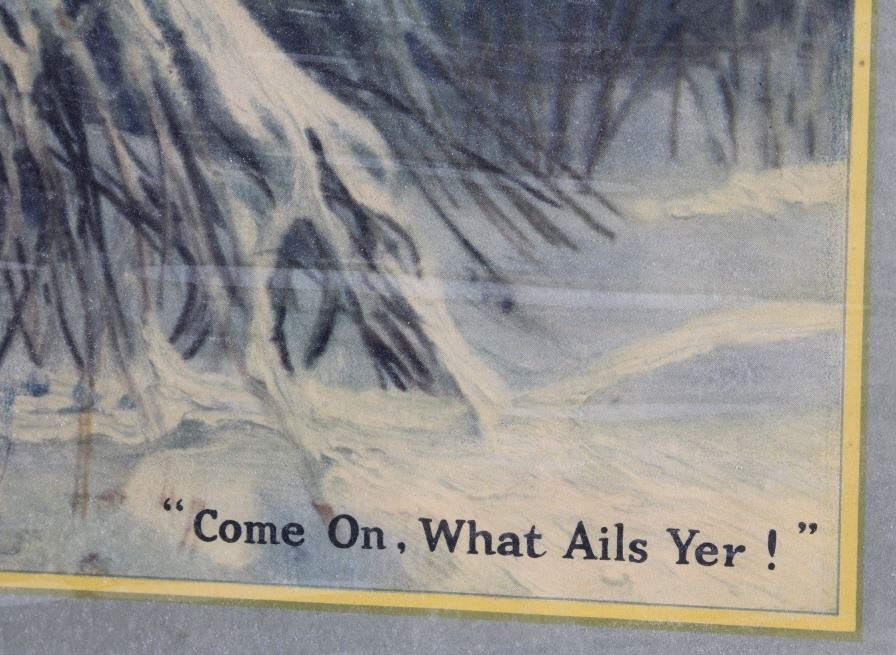 “Come On, What Ails Yer!”